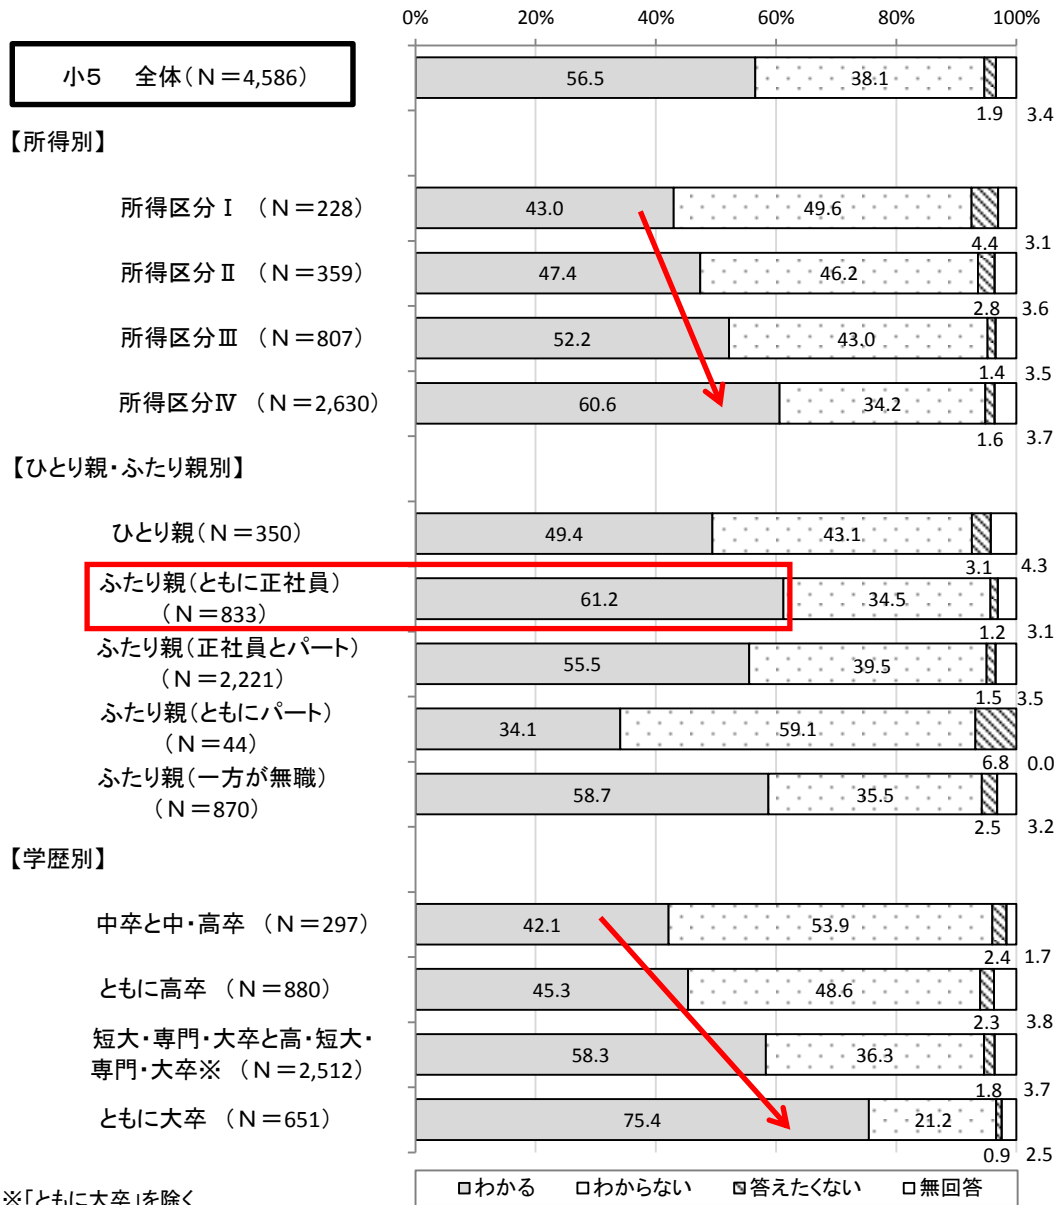 0% 20% 40% 60% 80% 100%
小5 全体(N=4,586)
56.5 38.1
1.9 3.4
【所得別】
所得区分Ⅰ (N=228)
43.0 49.6
4.4 3.1
所得区分Ⅱ (N=359)
47.4 46.2
2.8 3.6
所得区分Ⅲ (N=807)
52.2 43.0
1.4 3.5
所得区分Ⅳ (N=2,630)
60.6 34.2
1.6 3.7
【ひとり親・ふたり親別】
ひとり親(N=350)
49.4 43.1
3.1 4.3
ふたり親(ともに正社員)
(N=833)
61.2 34.5
1.2 3.1
ふたり親(正社員とパート)
(N=2,221)
55.5 39.5
1.5 3.5
ふたり親(ともにパート)
(N=44)
34.1 59.1
6.8 0.0
ふたり親(一方が無職)
(N=870)
58.7 35.5
2.5 3.2
【学歴別】
中卒と中・高卒 (N=297)
42.1 53.9
2.4 1.7
ともに高卒 (N=880)
45.3 48.6
2.3 3.8
短大・専門・大卒と高・短大・
専門・大卒※ (N=2,512)
58.3 36.3
1.8 3.7
ともに大卒 (N=651)
75.4 21.2
0.9 2.5
わかる わからない 答えたくない 無回答
※「ともに大卒」を除く